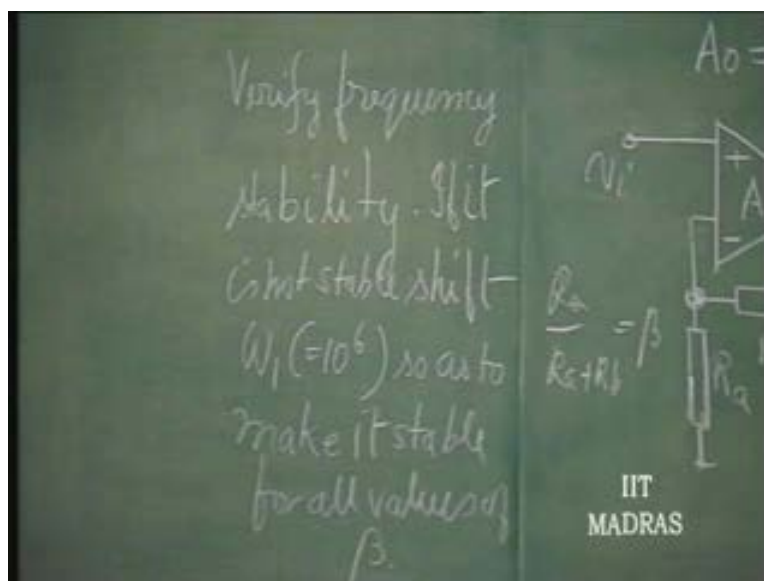 Verify frequency
stability. If it
is not stable shift
ω₁(=10⁶) so as to
make it stable
for all values of
β.
A₀=
Vi
+
A
-
Ra/(Ra+Rb) = β
Ra
IIT
MADRAS